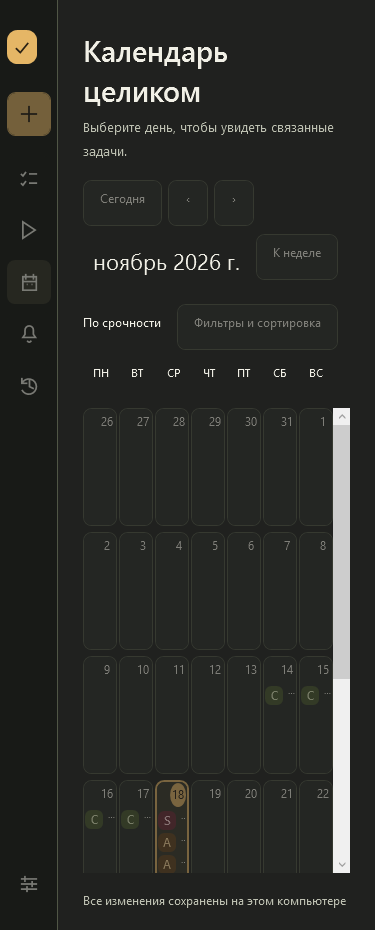 Календарь
целиком
Выберите день, чтобы увидеть связанные
задачи.
Сегодня ‹ ›
ноябрь 2026 г. К неделе
По срочности Фильтры и сортировка
ПН ВТ СР ЧТ ПТ СБ ВС
26 27 28 29 30 31 1
2 3 4 5 6 7 8
9 10 11 12 13 14 15
C ... C ...
16 17 18 19 20 21 22
C ... C ... S ...
A ...
A ...
Все изменения сохранены на этом компьютере